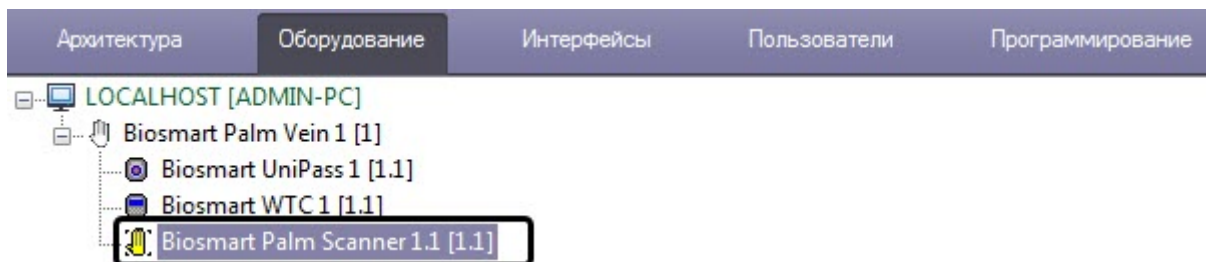 Архитектура Оборудование Интерфейсы Пользователи Программирование
LOCALHOST [ADMIN-PC]
Biosmart Palm Vein 1 [1]
Biosmart UniPass 1 [1.1]
Biosmart WTC 1 [1.1]
Biosmart Palm Scanner 1.1 [1.1]